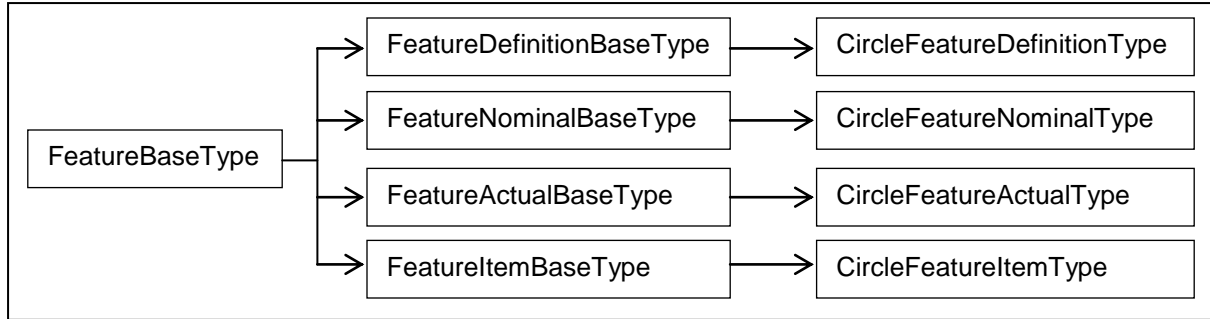 FeatureDefinitionBaseType
CircleFeatureDefinitionType
FeatureNominalBaseType
CircleFeatureNominalType
FeatureBaseType
FeatureActualBaseType
CircleFeatureActualType
FeatureItemBaseType
CircleFeatureItemType